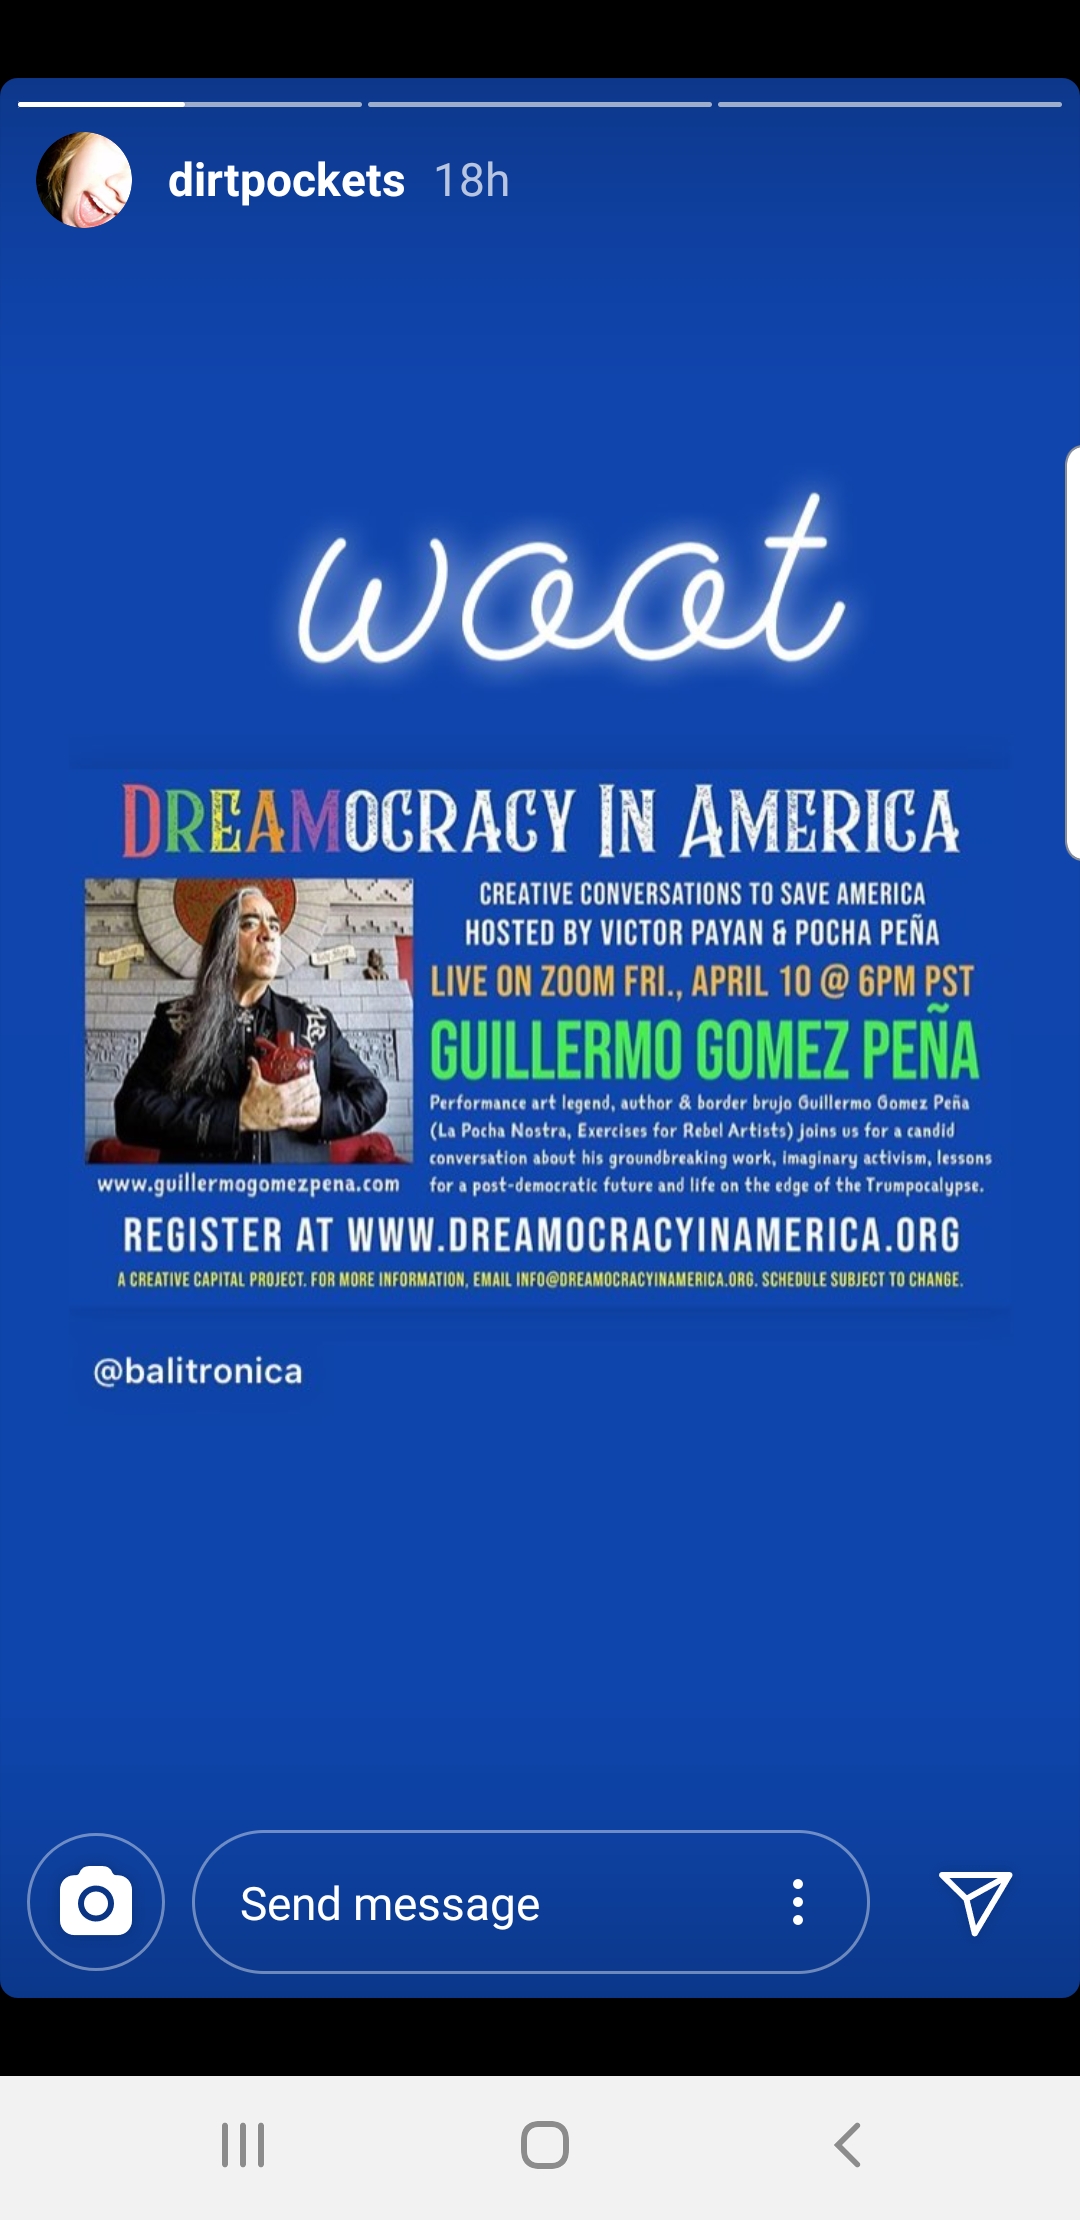 dirtpockets 18h
woot
DREAMOCRACY IN AMERICA
CREATIVE CONVERSATIONS TO SAVE AMERICA
HOSTED BY VICTOR PAYAN & POCHA PEÑA
LIVE ON ZOOM FRI., APRIL 10 @ 6PM PST
GUILLERMO GOMEZ PEÑA
Performance art legend, author & border brujo Guillermo Gomez Peña
(La Pocha Nostra, Exercises for Rebel Artists) joins us for a candid
conversation about his groundbreaking work, imaginary activism, lessons
for a post-democratic future and life on the edge of the Trumpocalypse.
www.guillermogomezpena.com
REGISTER AT WWW.DREAMOCRACYINAMERICA.ORG
A CREATIVE CAPITAL PROJECT. FOR MORE INFORMATION, EMAIL INFO@DREAMOCRACYINAMERICA.ORG. SCHEDULE SUBJECT TO CHANGE.
@balitronica
Send message